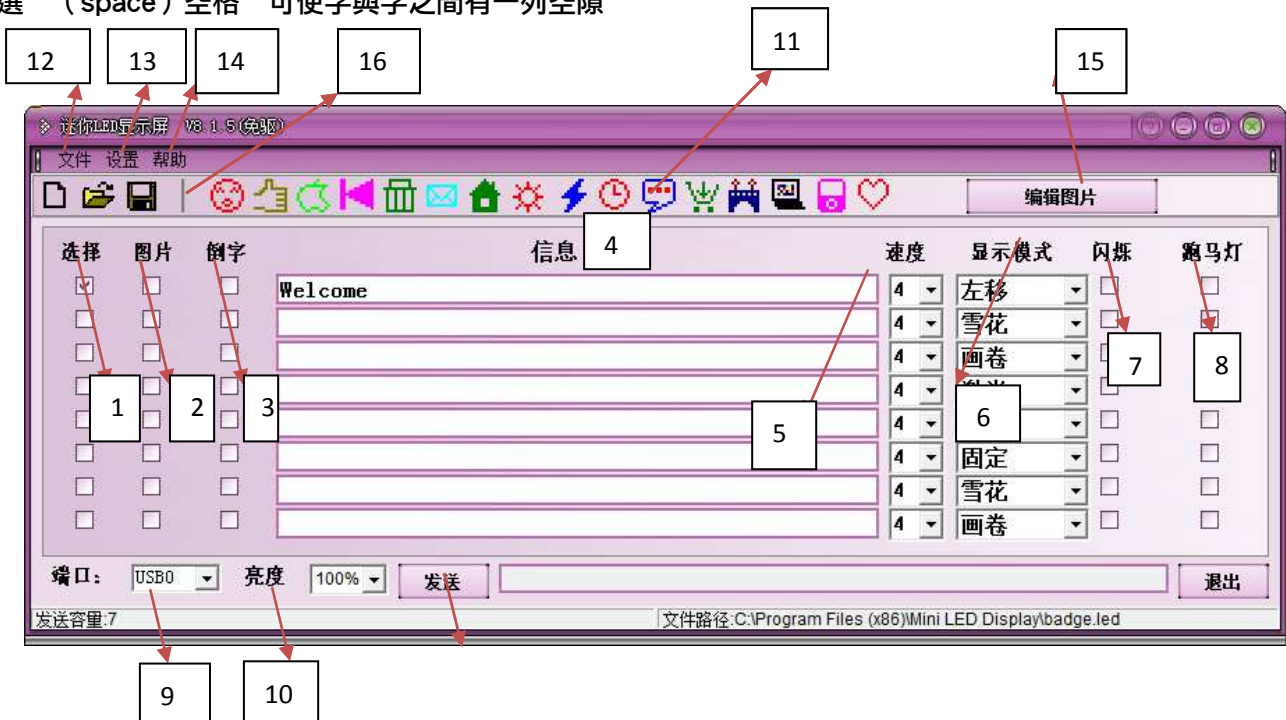 選 （space）空格 可使字與字之間有一列空隙
12 13 14 16 11 15
迷你LED显示屏 V8.1.5(免驱)
文件 设置 帮助
编辑图片
选择 图片 倒字 信息 4 速度 显示模式 闪烁 跑马灯
Welcome 4 左移
4 雪花
4 画卷
7 8
4
1 2 3 4
5 6
4 固定
4 雪花
4 画卷
端口： USB0 亮度 100% 发送 退出
发送容量:7 文件路径:C:\Program Files (x86)\Mini LED Display\badge.led
9 10